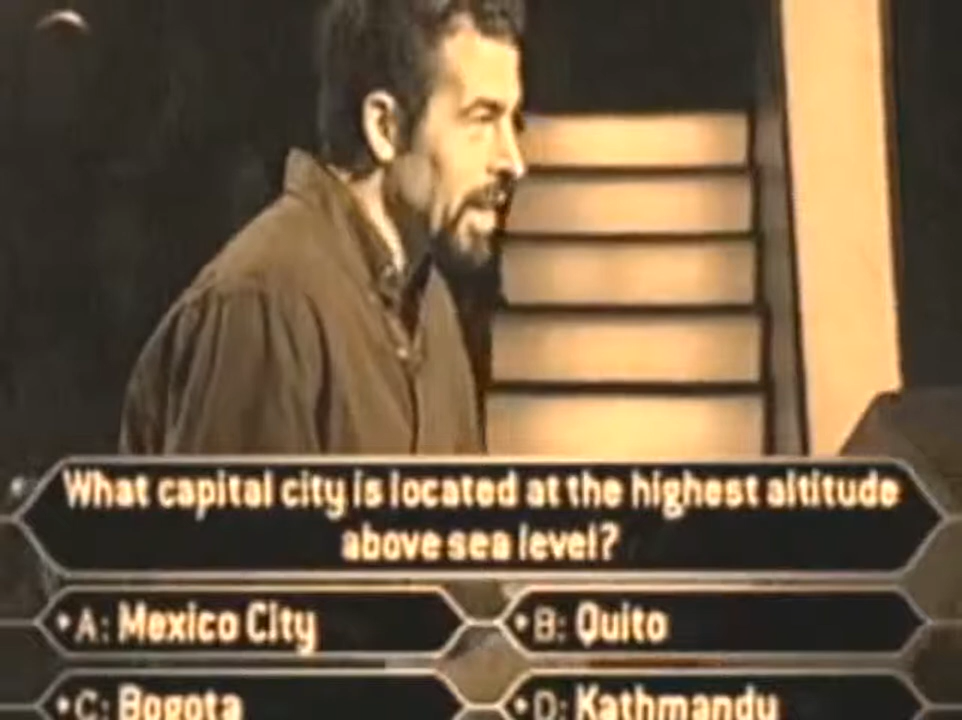 What capital city is located at the highest altitude
above sea level?
A: Mexico City
B: Quito
C: Bogota
D: Kathmandu